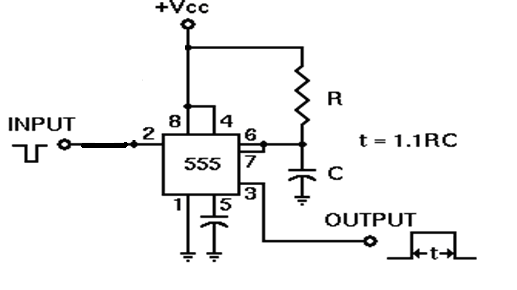 +Vcc
R
8 4
INPUT
2
6
555
7
t = 1.1RC
C
3
1 5
OUTPUT
t